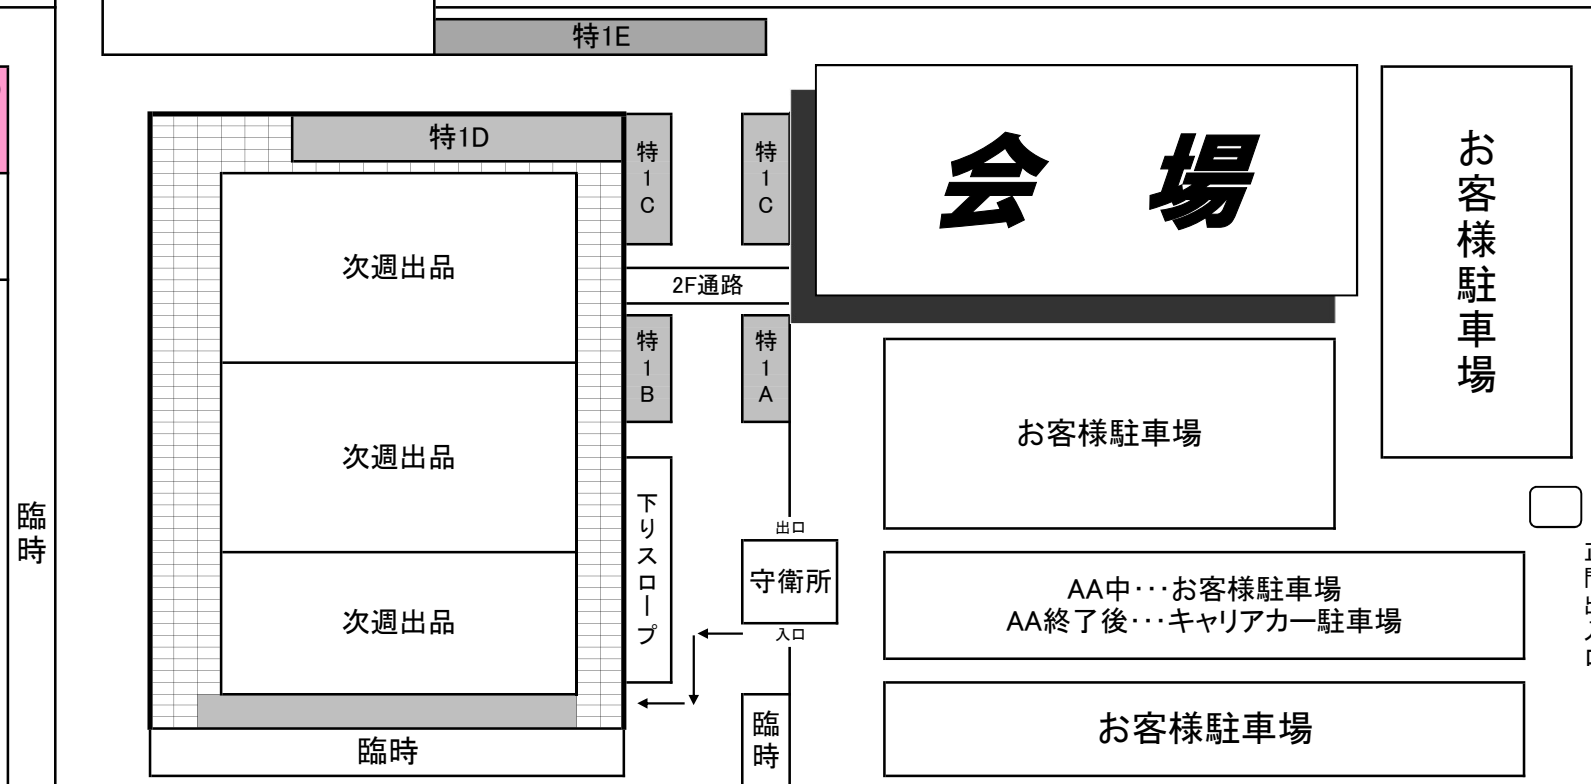 特1E
特1D
特1C
特1C
会 場
お客様駐車場
次週出品
2F通路
特1B
特1A
お客様駐車場
次週出品
臨時
下りスロープ
出口
守衛所
入口
AA中･･･お客様駐車場
AA終了後･･･キャリアカー駐車場
次週出品
お客様駐車場
臨時
臨時